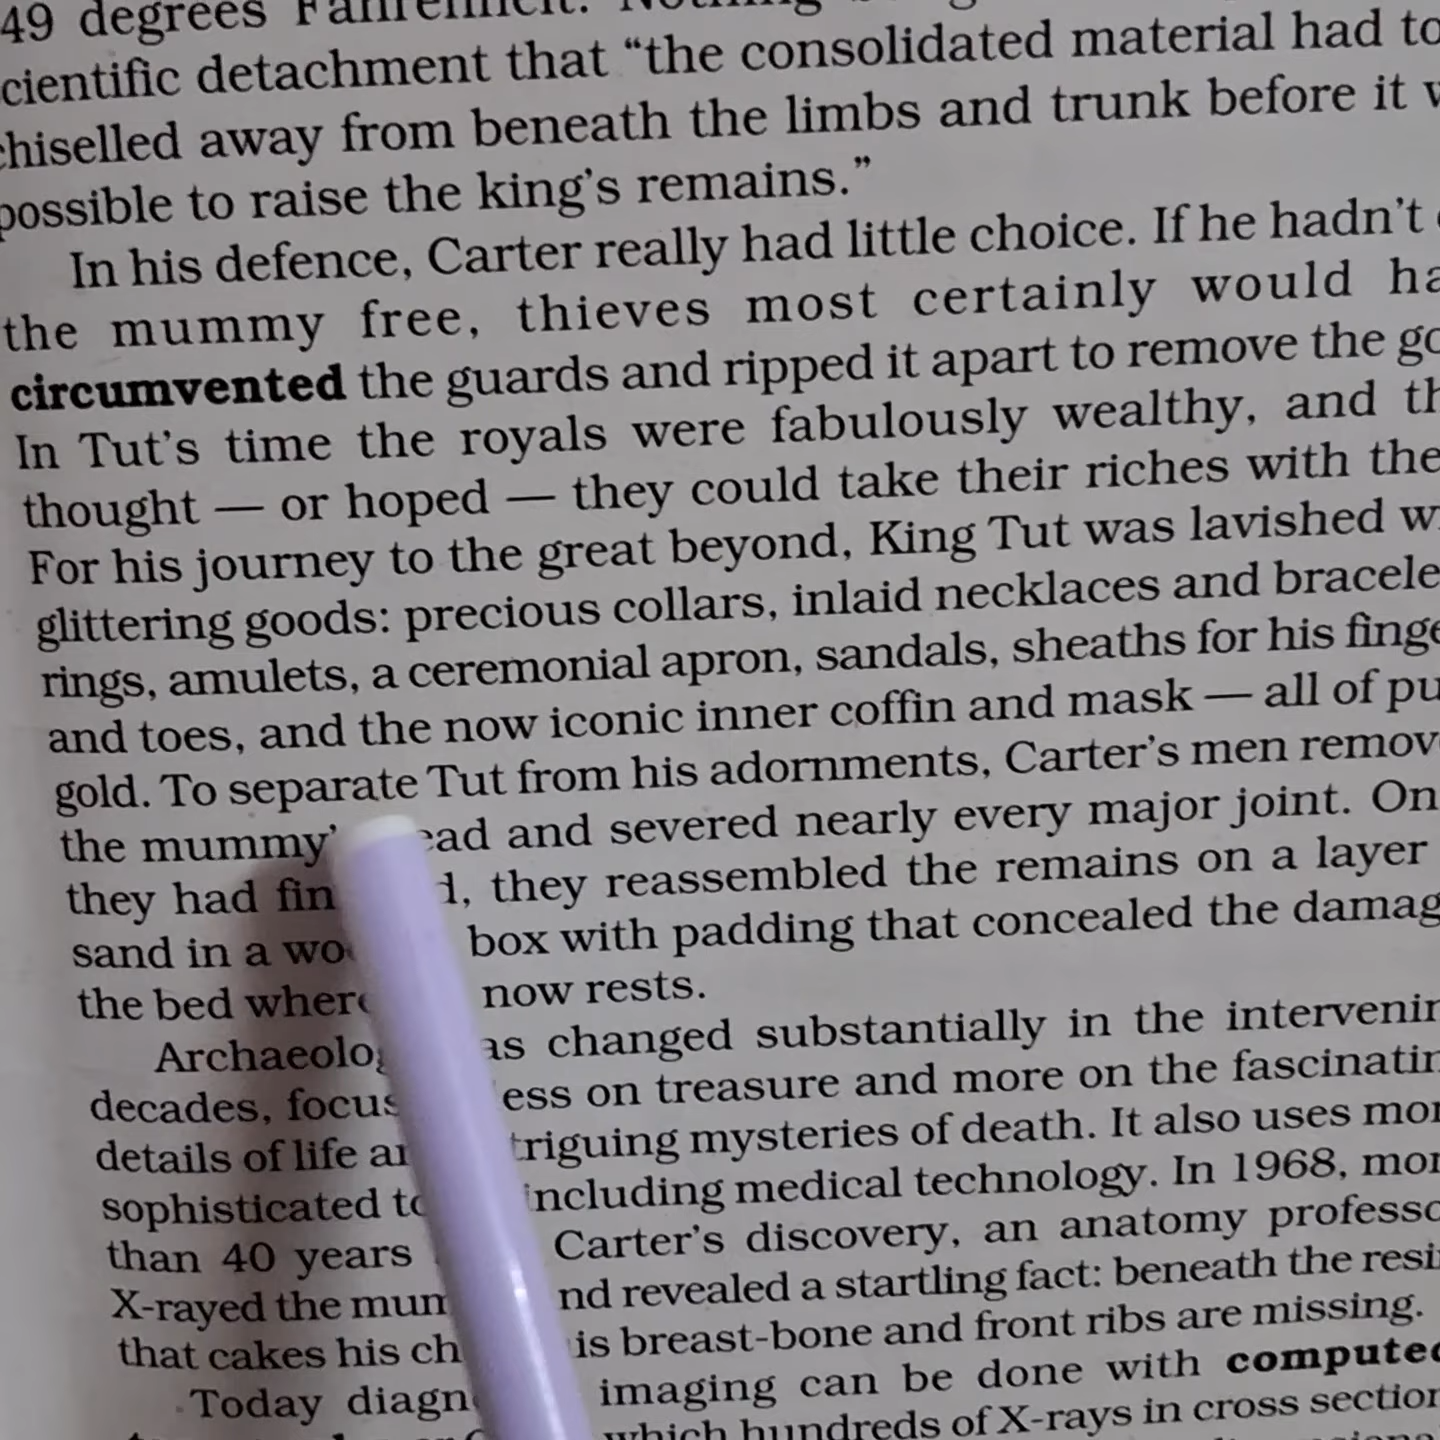 49 degrees Fahrenheit.
cientific detachment that “the consolidated material had to
chiselled away from beneath the limbs and trunk before it
possible to raise the king’s remains.”
In his defence, Carter really had little choice. If he hadn’t
the mummy free, thieves most certainly would ha
circumvented the guards and ripped it apart to remove the go
In Tut’s time the royals were fabulously wealthy, and th
thought — or hoped — they could take their riches with the
For his journey to the great beyond, King Tut was lavished wi
glittering goods: precious collars, inlaid necklaces and bracele
rings, amulets, a ceremonial apron, sandals, sheaths for his finge
and toes, and the now iconic inner coffin and mask — all of pu
gold. To separate Tut from his adornments, Carter’s men remov
the mummy’ ead and severed nearly every major joint. On
they had fin d, they reassembled the remains on a layer
sand in a wo box with padding that concealed the damag
the bed where now rests.
Archaeolog as changed substantially in the intervenin
decades, focus ess on treasure and more on the fascinatin
details of life an triguing mysteries of death. It also uses mor
sophisticated to including medical technology. In 1968, mor
than 40 years Carter’s discovery, an anatomy professo
X-rayed the mum nd revealed a startling fact: beneath the resi
that cakes his ch is breast-bone and front ribs are missing.
Today diagn imaging can be done with computed
which hundreds of X-rays in cross section